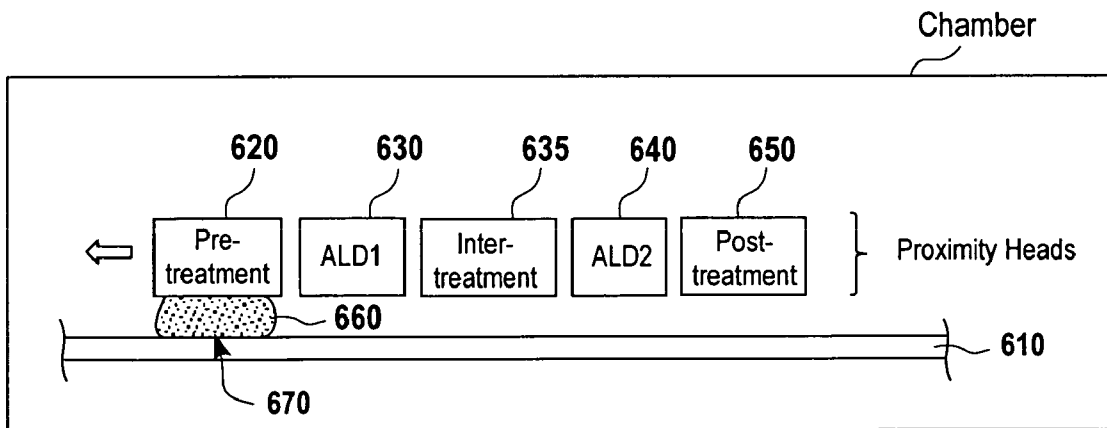 Chamber
620
630
635
640
650
Pre-
treatment
ALD1
Inter-
treatment
ALD2
Post-
treatment
Proximity Heads
660
610
670